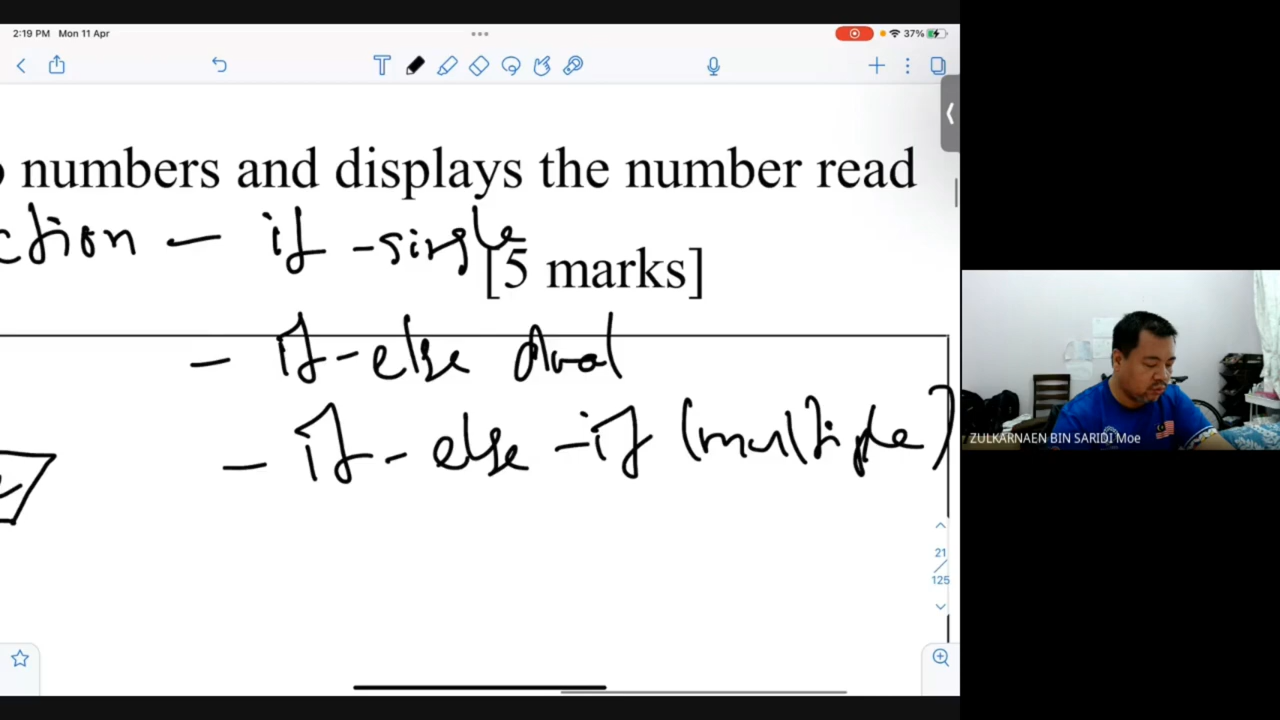 2:19 PM Mon 11 Apr
37%
numbers and displays the number read
ction - if -single
[5 marks]
- if-else dual
- if - else -if (multiple)
ZULKARNAEN BIN SARIDI Moe
21
125